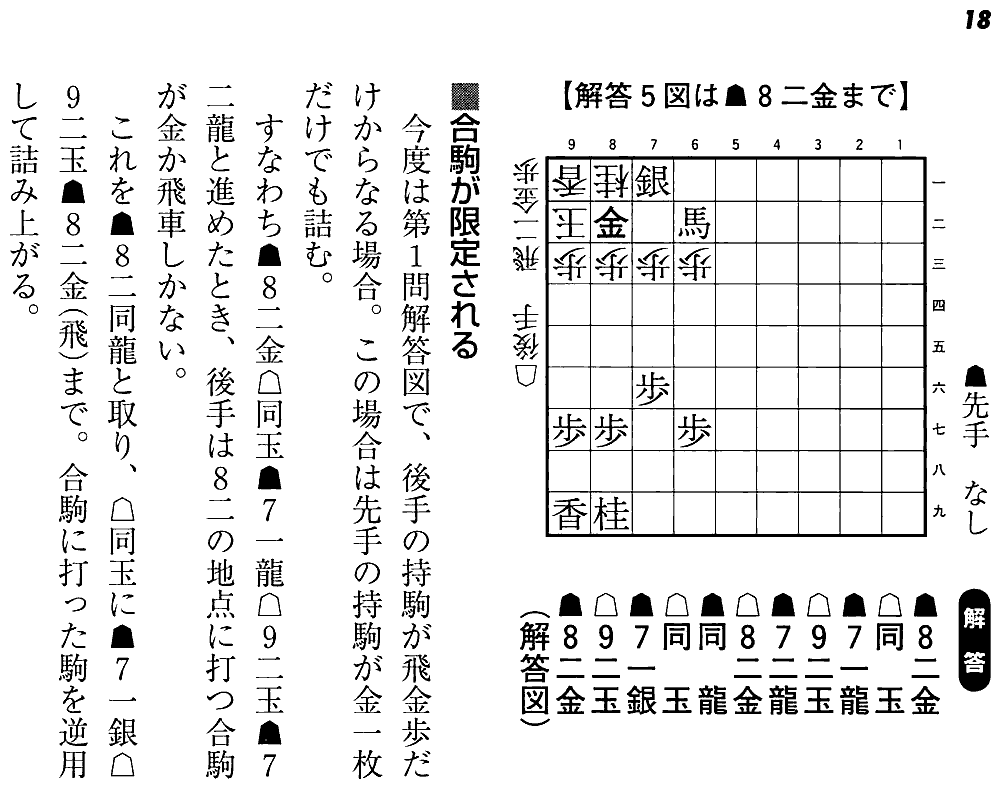 18
【解答5図は☗8二金まで】
9 8 7 6 5 4 3 2 1
一
二
三
四
五
六
七
八
九
香 桂 銀
王 金 馬
歩 歩 歩 歩
歩
歩 歩 歩
香 桂
☗先手 なし
☖後手 飛二金歩
解答
☗8二金
☖同玉
☗7一龍
☖9二玉
☗7二龍
☖8二金
☗同龍
☖同玉
☗7一銀
☖9二玉
☗8二金
(解答図)
■合駒が限定される
今度は第1問解答図で、後手の持駒が飛金歩だ
けからなる場合。この場合は先手の持駒が金一枚
だけでも詰む。
すなわち☗8二金☖同玉☗7一龍☖9二玉☗7
二龍と進めたとき、後手は8二の地点に打つ合駒
が金か飛車しかない。
これを☗8二同龍と取り、☖同玉に☗7一銀☖
9二玉☗8二金(飛)まで。合駒に打った駒を逆用
して詰み上がる。